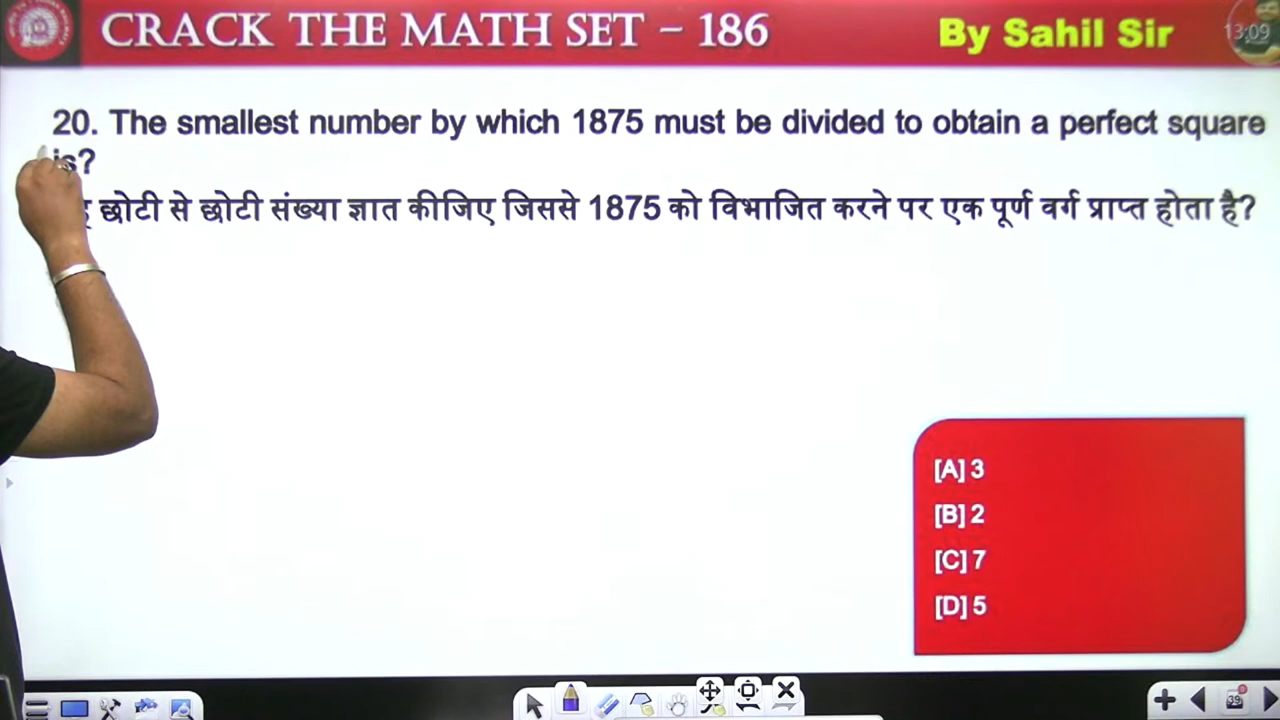 CRACK THE MATH SET – 186
By Sahil Sir
13:09
20. The smallest number by which 1875 must be divided to obtain a perfect square
is?
छोटी से छोटी संख्या ज्ञात कीजिए जिससे 1875 को विभाजित करने पर एक पूर्ण वर्ग प्राप्त होता है?
[A] 3
[B] 2
[C] 7
[D] 5